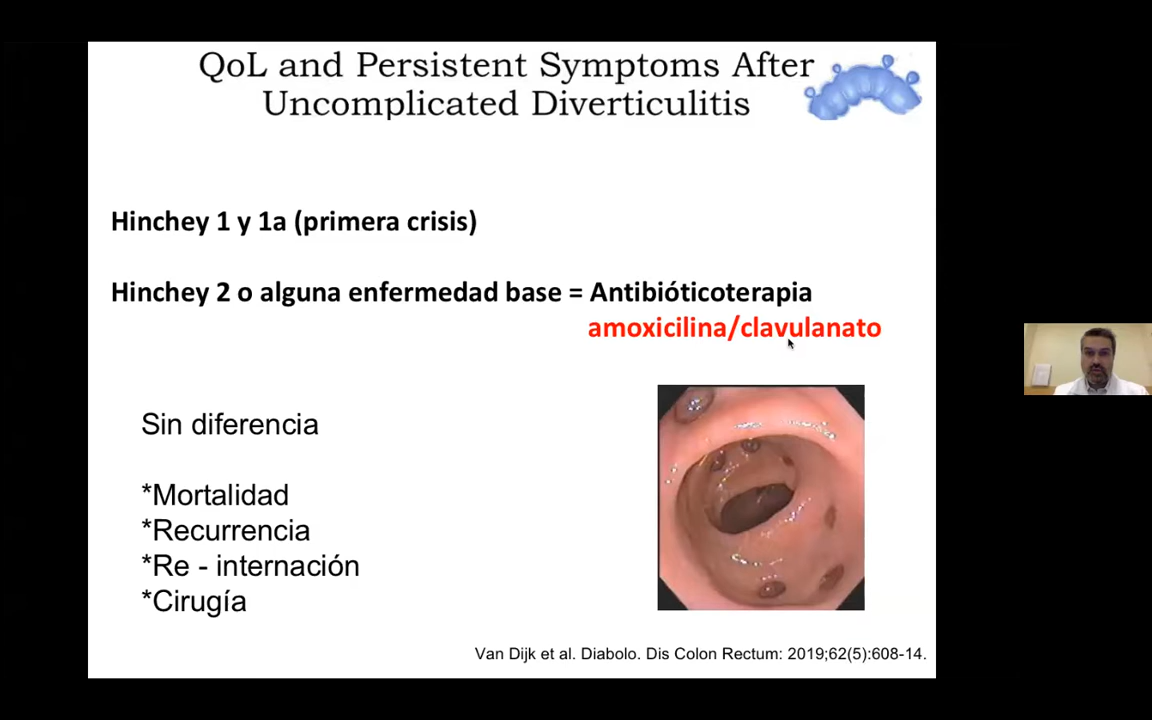 QoL and Persistent Symptoms After
Uncomplicated Diverticulitis
Hinchey 1 y 1a (primera crisis)
Hinchey 2 o alguna enfermedad base = Antibióticoterapia
amoxicilina/clavulanato
Sin diferencia
*Mortalidad
*Recurrencia
*Re - internación
*Cirugía
Van Dijk et al. Diabolo. Dis Colon Rectum: 2019;62(5):608-14.